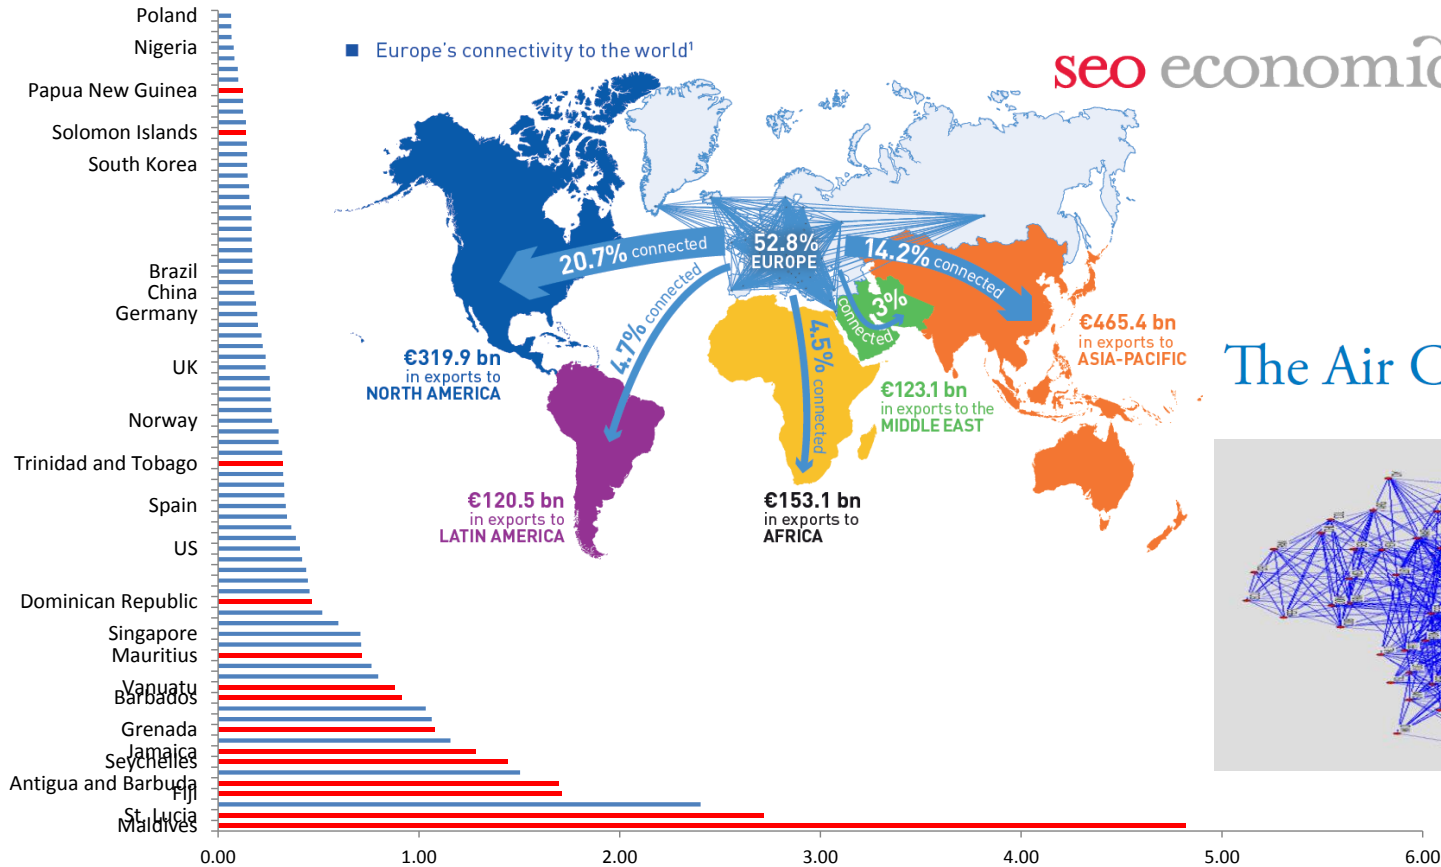 Poland
Nigeria
Papua New Guinea
Solomon Islands
South Korea
Brazil
China
Germany
UK
Norway
Trinidad and Tobago
Spain
US
Dominican Republic
Singapore
Mauritius
Vanuatu
Barbados
Grenada
Jamaica
Seychelles
Antigua and Barbuda
Fiji
St. Lucia
Maldives
0.00 1.00 2.00 3.00 4.00 5.00 6.00
Europe's connectivity to the world¹
20.7% connected
52.8%
EUROPE
14.2% connected
4.7% connected
4.5% connected
3%
connected
€319.9 bn
in exports to
NORTH AMERICA
€465.4 bn
in exports to
ASIA-PACIFIC
€123.1 bn
in exports to the
MIDDLE EAST
€120.5 bn
in exports to
LATIN AMERICA
€153.1 bn
in exports to
AFRICA
seo economic
The Air C